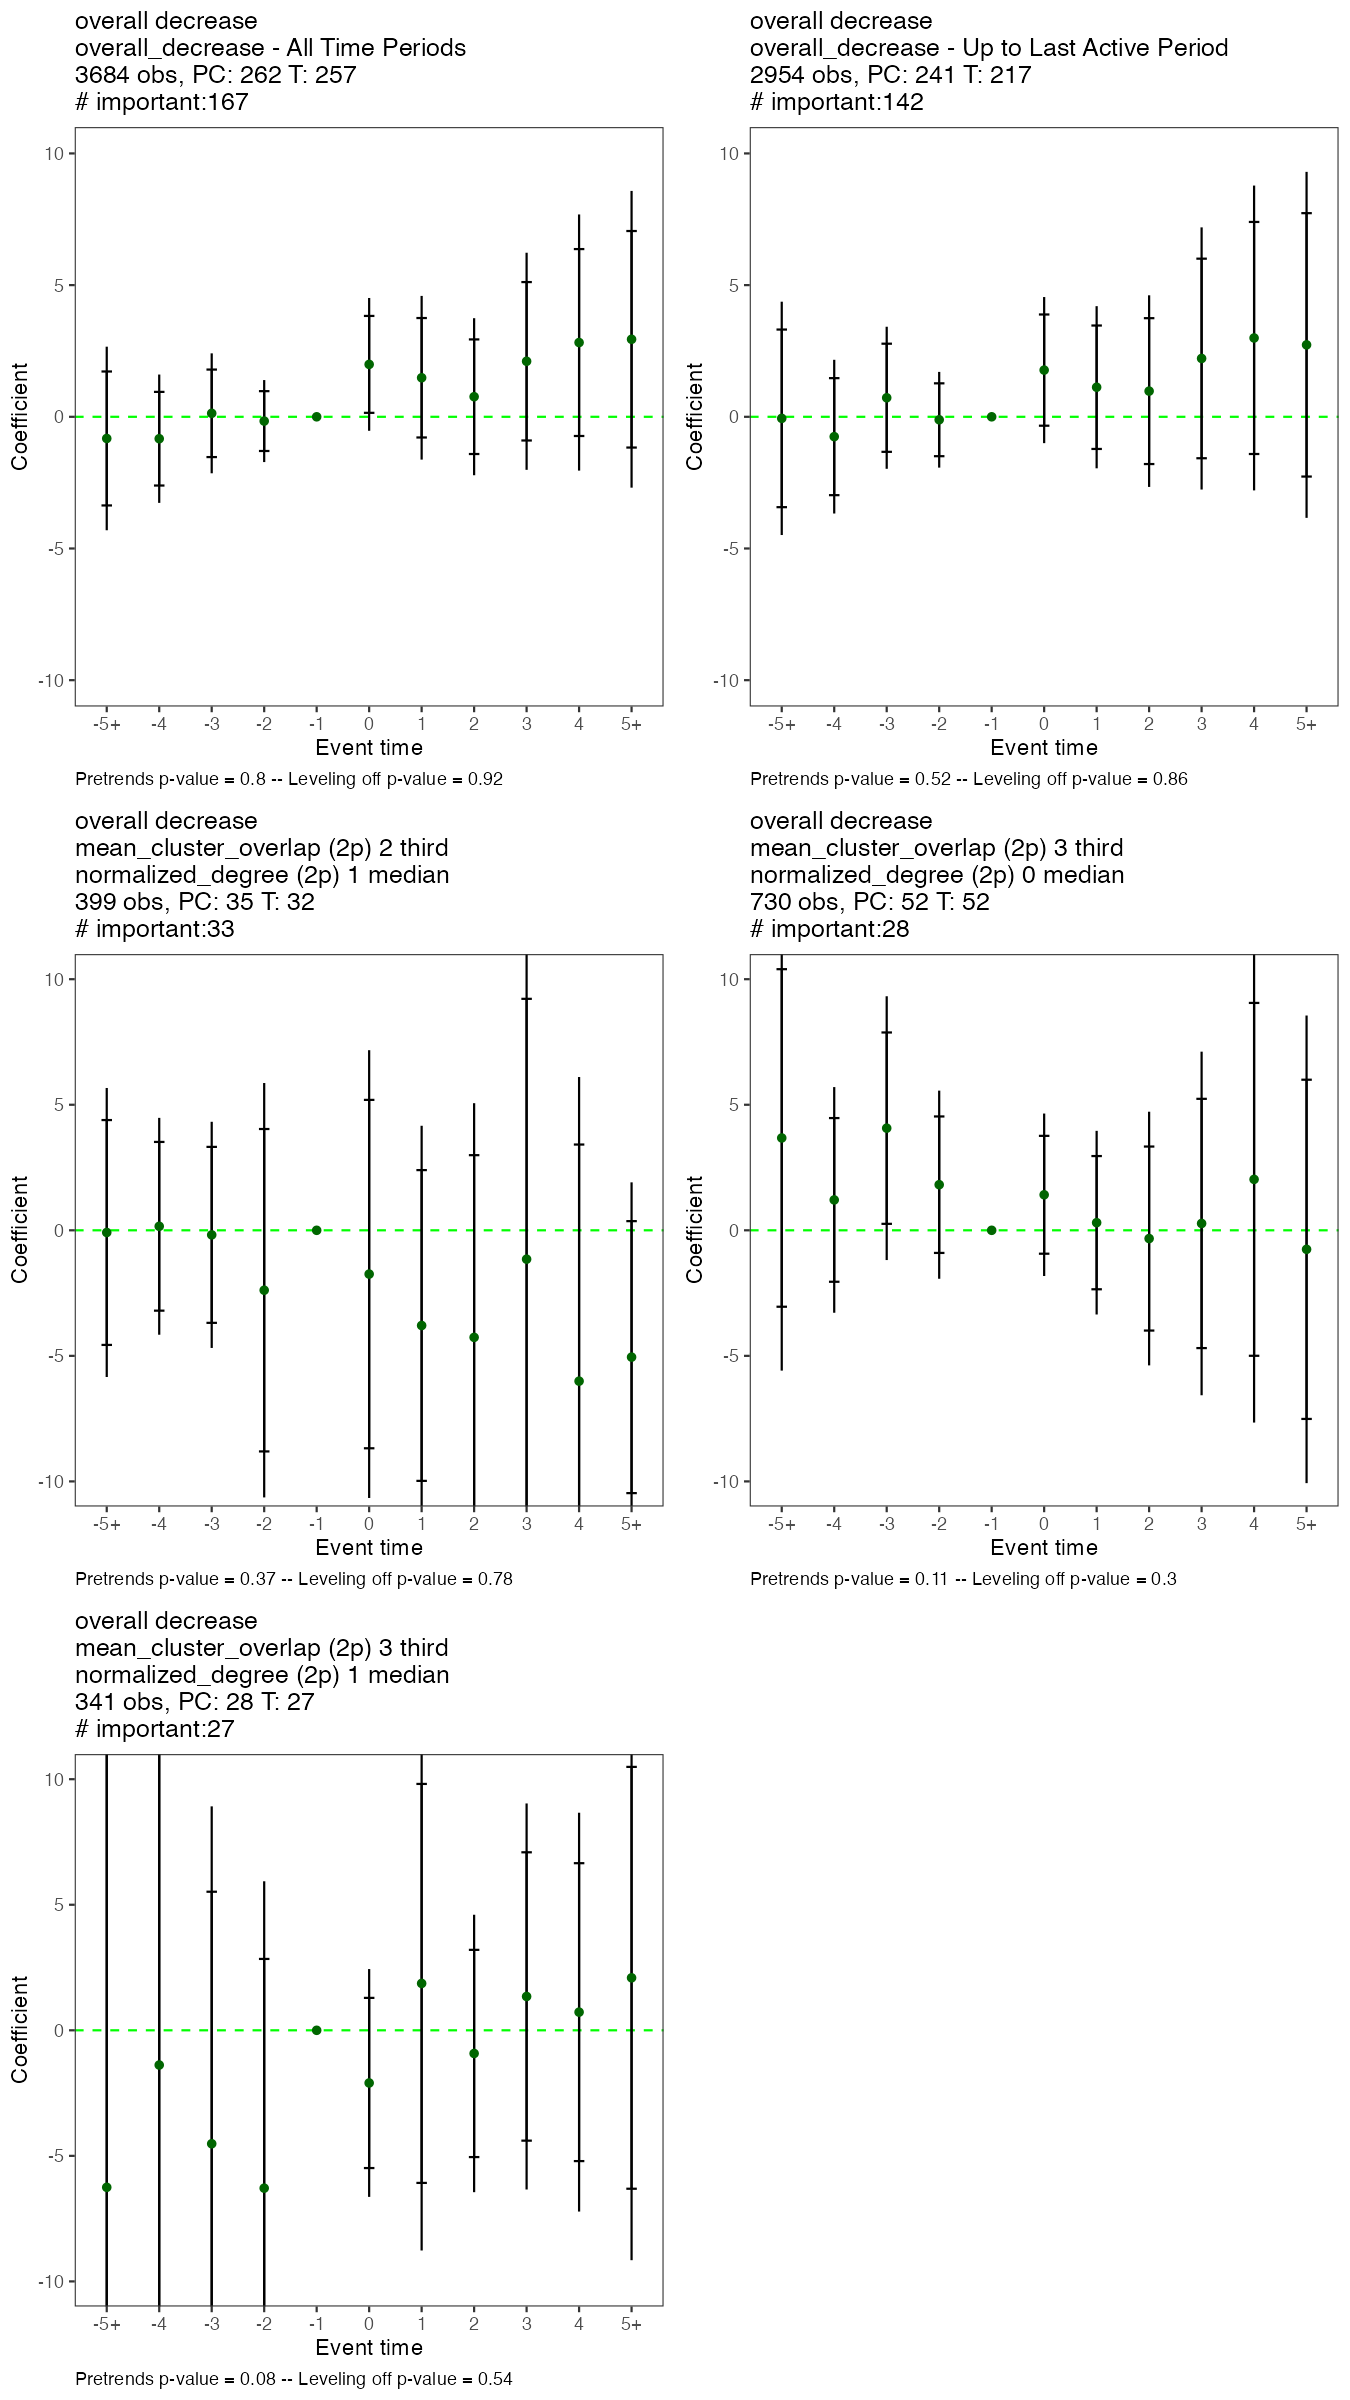 overall decrease
overall_decrease - All Time Periods
3684 obs, PC: 262 T: 257
# important:167
10
5
0
-5
-10
Coefficient
-5+ -4 -3 -2 -1 0 1 2 3 4 5+
Event time
Pretrends p-value = 0.8 -- Leveling off p-value = 0.92
overall decrease
overall_decrease - Up to Last Active Period
2954 obs, PC: 241 T: 217
# important:142
10
5
0
-5
-10
Coefficient
-5+ -4 -3 -2 -1 0 1 2 3 4 5+
Event time
Pretrends p-value = 0.52 -- Leveling off p-value = 0.86
overall decrease
mean_cluster_overlap (2p) 2 third
normalized_degree (2p) 1 median
399 obs, PC: 35 T: 32
# important:33
10
5
0
-5
-10
Coefficient
-5+ -4 -3 -2 -1 0 1 2 3 4 5+
Event time
Pretrends p-value = 0.37 -- Leveling off p-value = 0.78
overall decrease
mean_cluster_overlap (2p) 3 third
normalized_degree (2p) 0 median
730 obs, PC: 52 T: 52
# important:28
10
5
0
-5
-10
Coefficient
-5+ -4 -3 -2 -1 0 1 2 3 4 5+
Event time
Pretrends p-value = 0.11 -- Leveling off p-value = 0.3
overall decrease
mean_cluster_overlap (2p) 3 third
normalized_degree (2p) 1 median
341 obs, PC: 28 T: 27
# important:27
10
5
0
-5
-10
Coefficient
-5+ -4 -3 -2 -1 0 1 2 3 4 5+
Event time
Pretrends p-value = 0.08 -- Leveling off p-value = 0.54